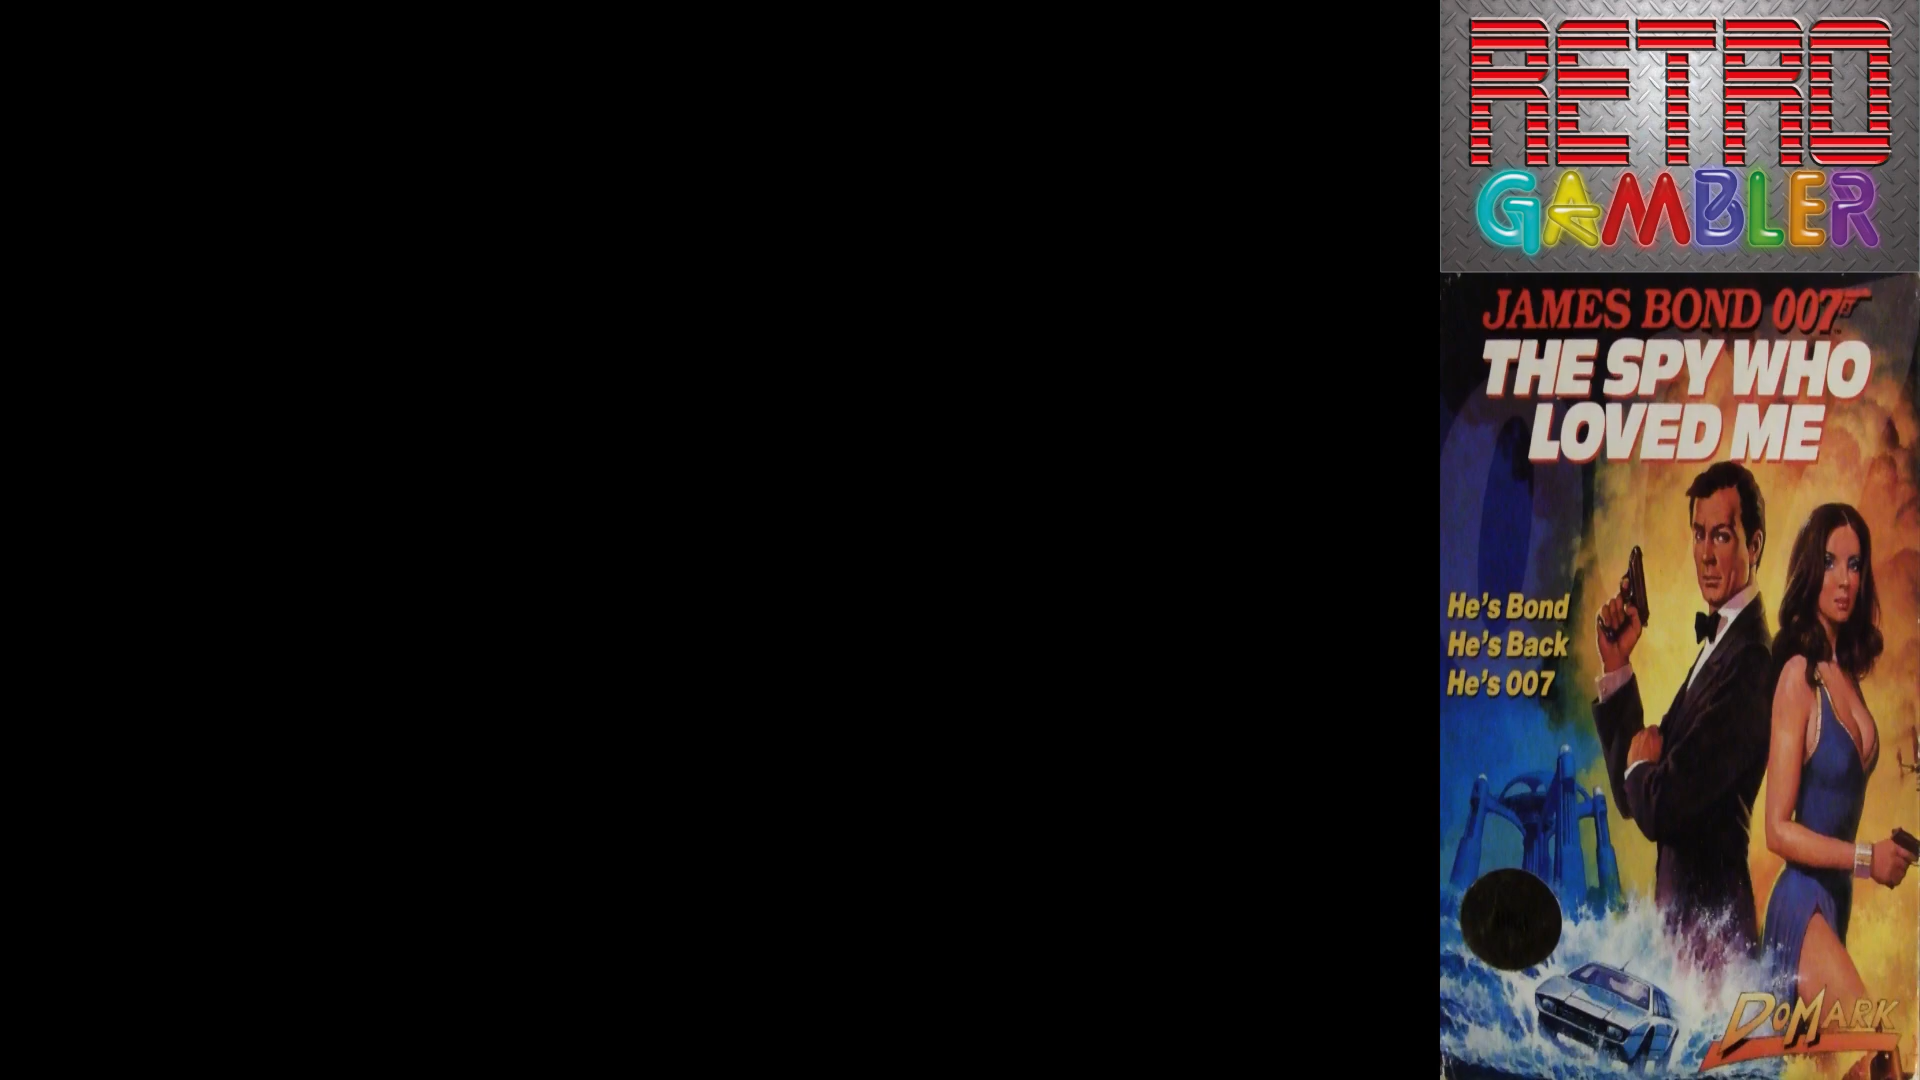 RETRO
GAMBLER
JAMES BOND 007
THE SPY WHO
LOVED ME
He's Bond
He's Back
He's 007
DOMARK